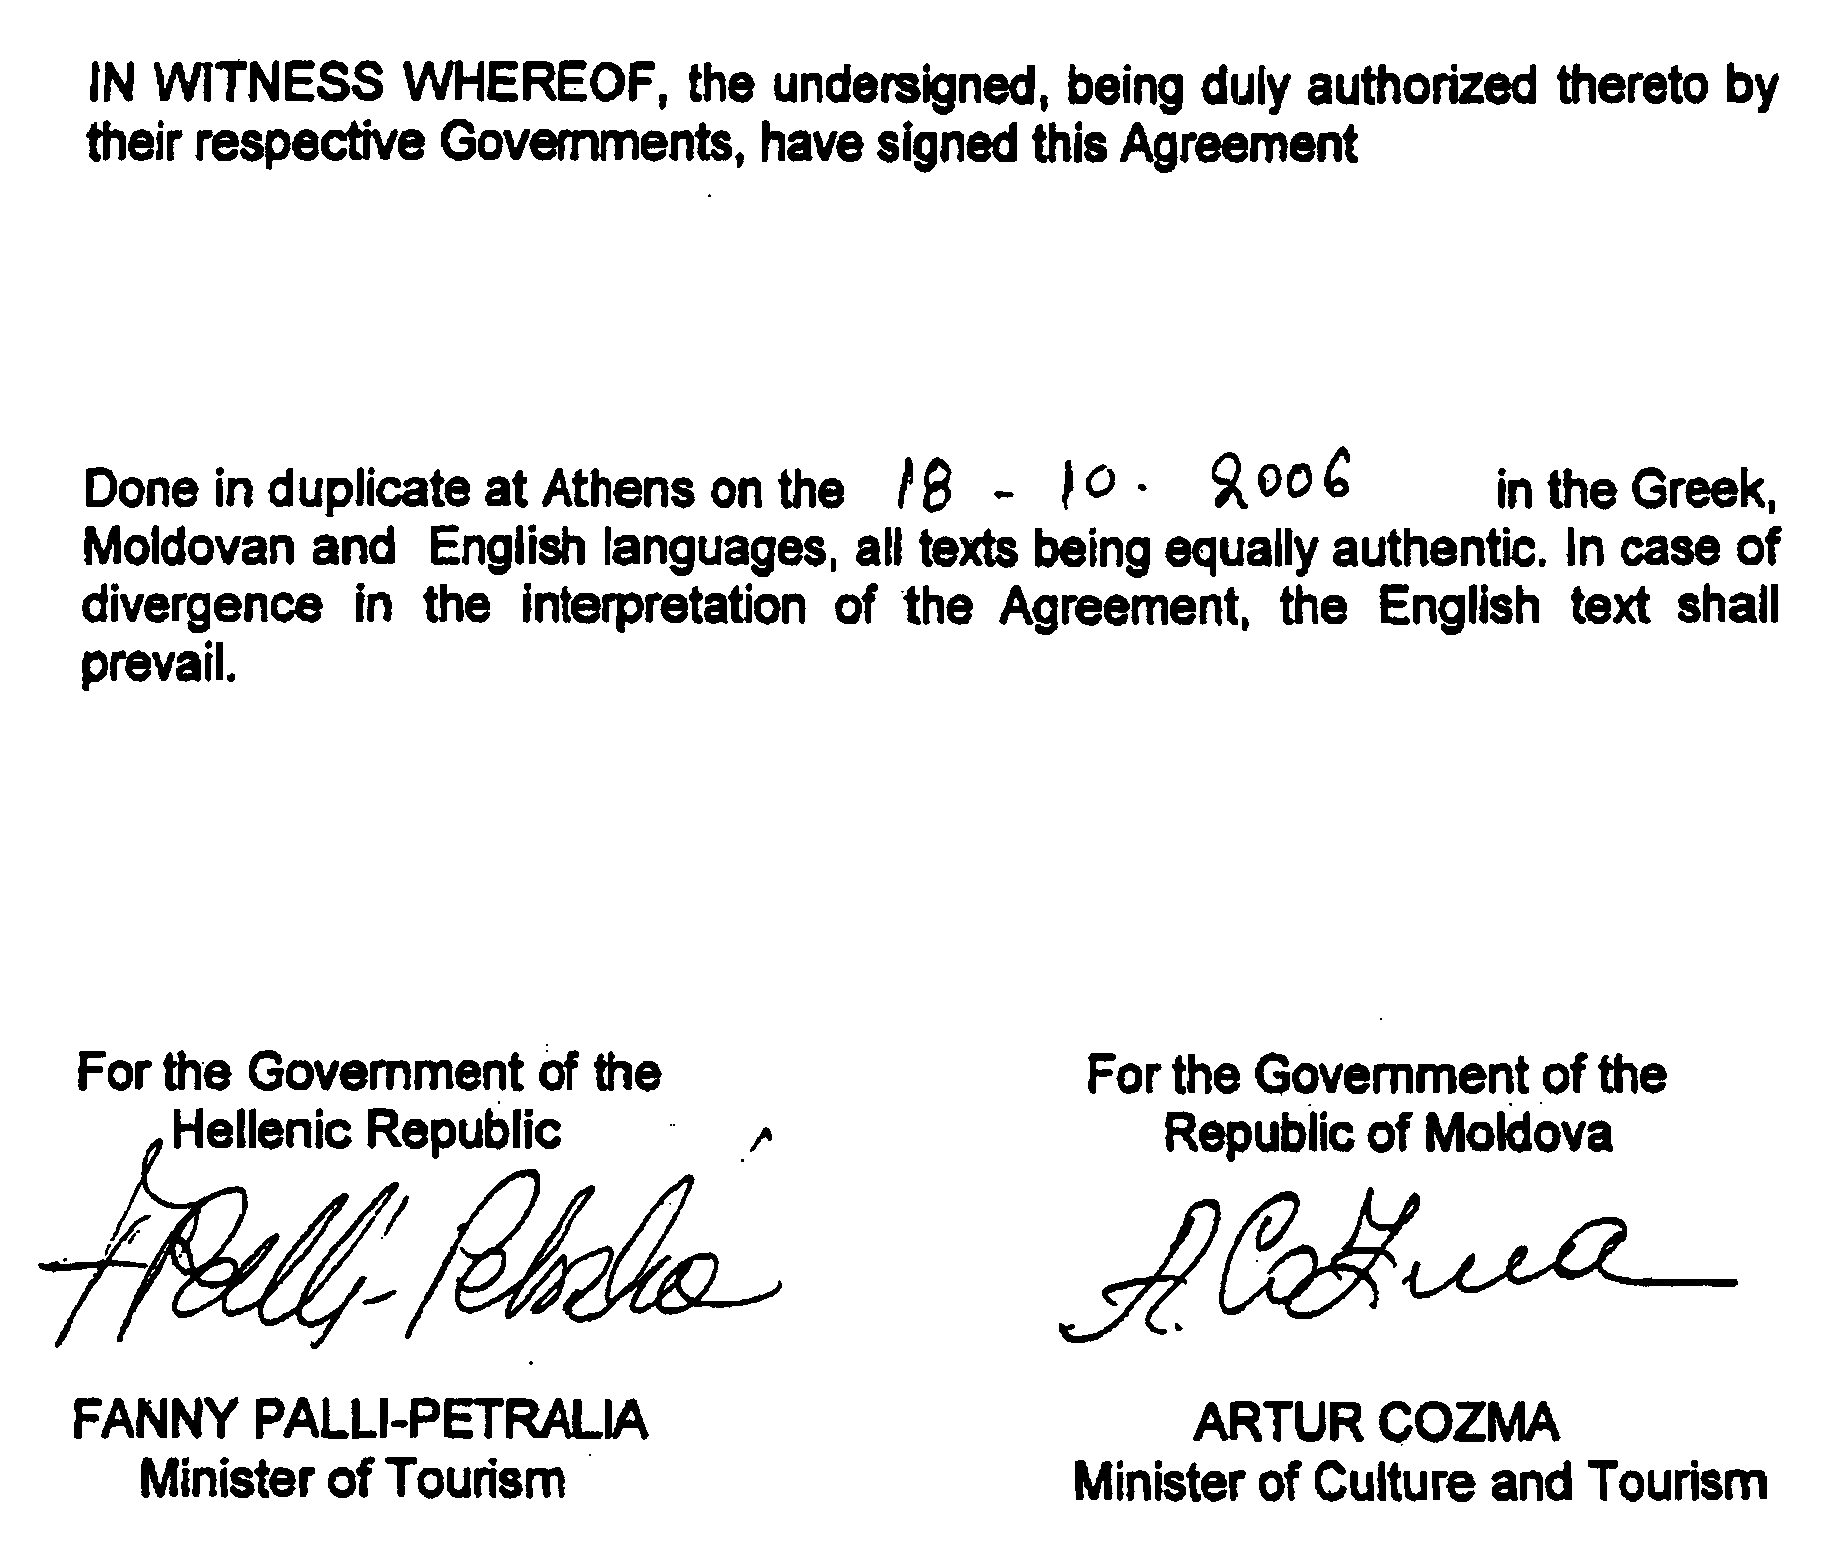 IN WITNESS WHEREOF, the undersigned, being duly authorized thereto by
their respective Governments, have signed this Agreement
Done in duplicate at Athens on the 18 - 10. 2006 in the Greek,
Moldovan and English languages, all texts being equally authentic. In case of
divergence in the interpretation of the Agreement, the English text shall
prevail.
For the Government of the
Hellenic Republic
FPalli-Petralia
FANNY PALLI-PETRALIA
Minister of Tourism
For the Government of the
Republic of Moldova
A. Cozma
ARTUR COZMA
Minister of Culture and Tourism